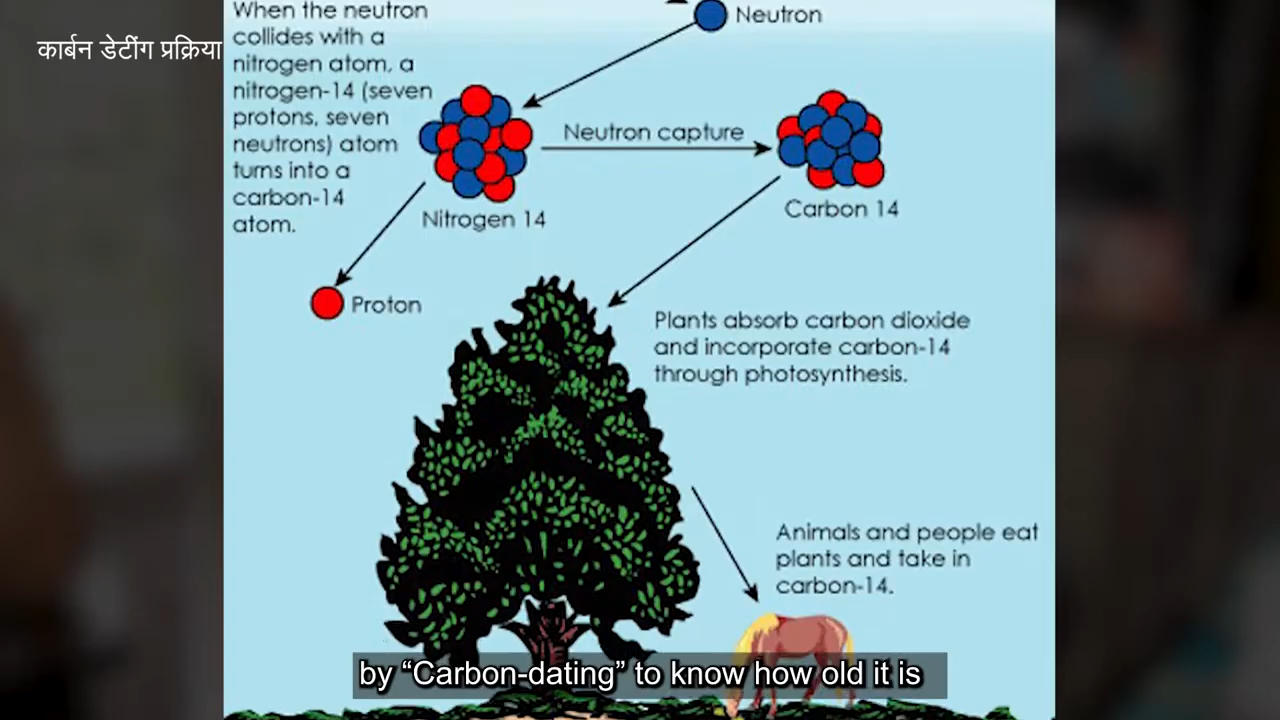 कार्बन डेटींग प्रक्रिया
When the neutron
collides with a
nitrogen atom, a
nitrogen-14 (seven
protons, seven
neutrons) atom
turns into a
carbon-14
atom.
Neutron
Neutron capture
Nitrogen 14
Carbon 14
Proton
Plants absorb carbon dioxide
and incorporate carbon-14
through photosynthesis.
Animals and people eat
plants and take in
carbon-14.
by “Carbon-dating” to know how old it is